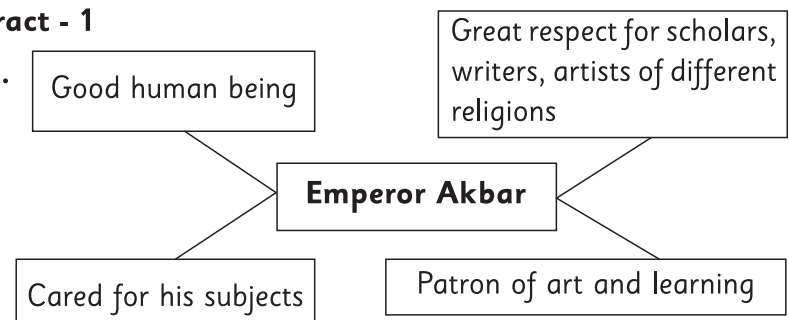 ract - 1
.
Good human being
Great respect for scholars,
writers, artists of different
religions
Emperor Akbar
Cared for his subjects
Patron of art and learning